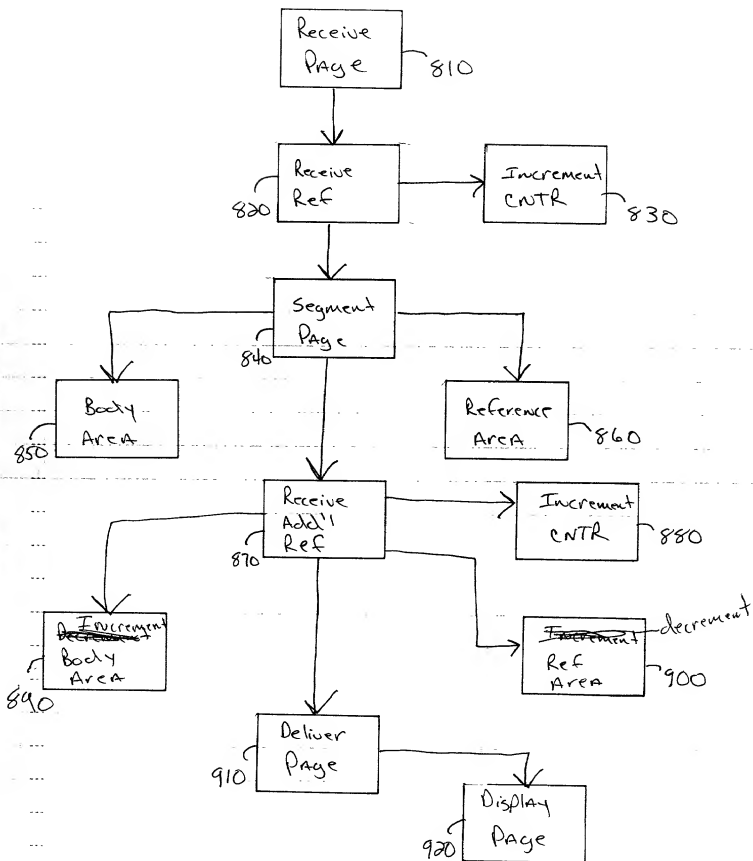 Receive
Page
810
Receive
Ref
820
Increment
CNTR
830
Segment
Page
840
Body
Area
850
Reference
Area
860
Receive
Add'l
Ref
870
Increment
CNTR
880
Increment
Decrement
Body
Area
890
Increment
decrement
Ref
Area
900
Deliver
Page
910
Display
Page
920